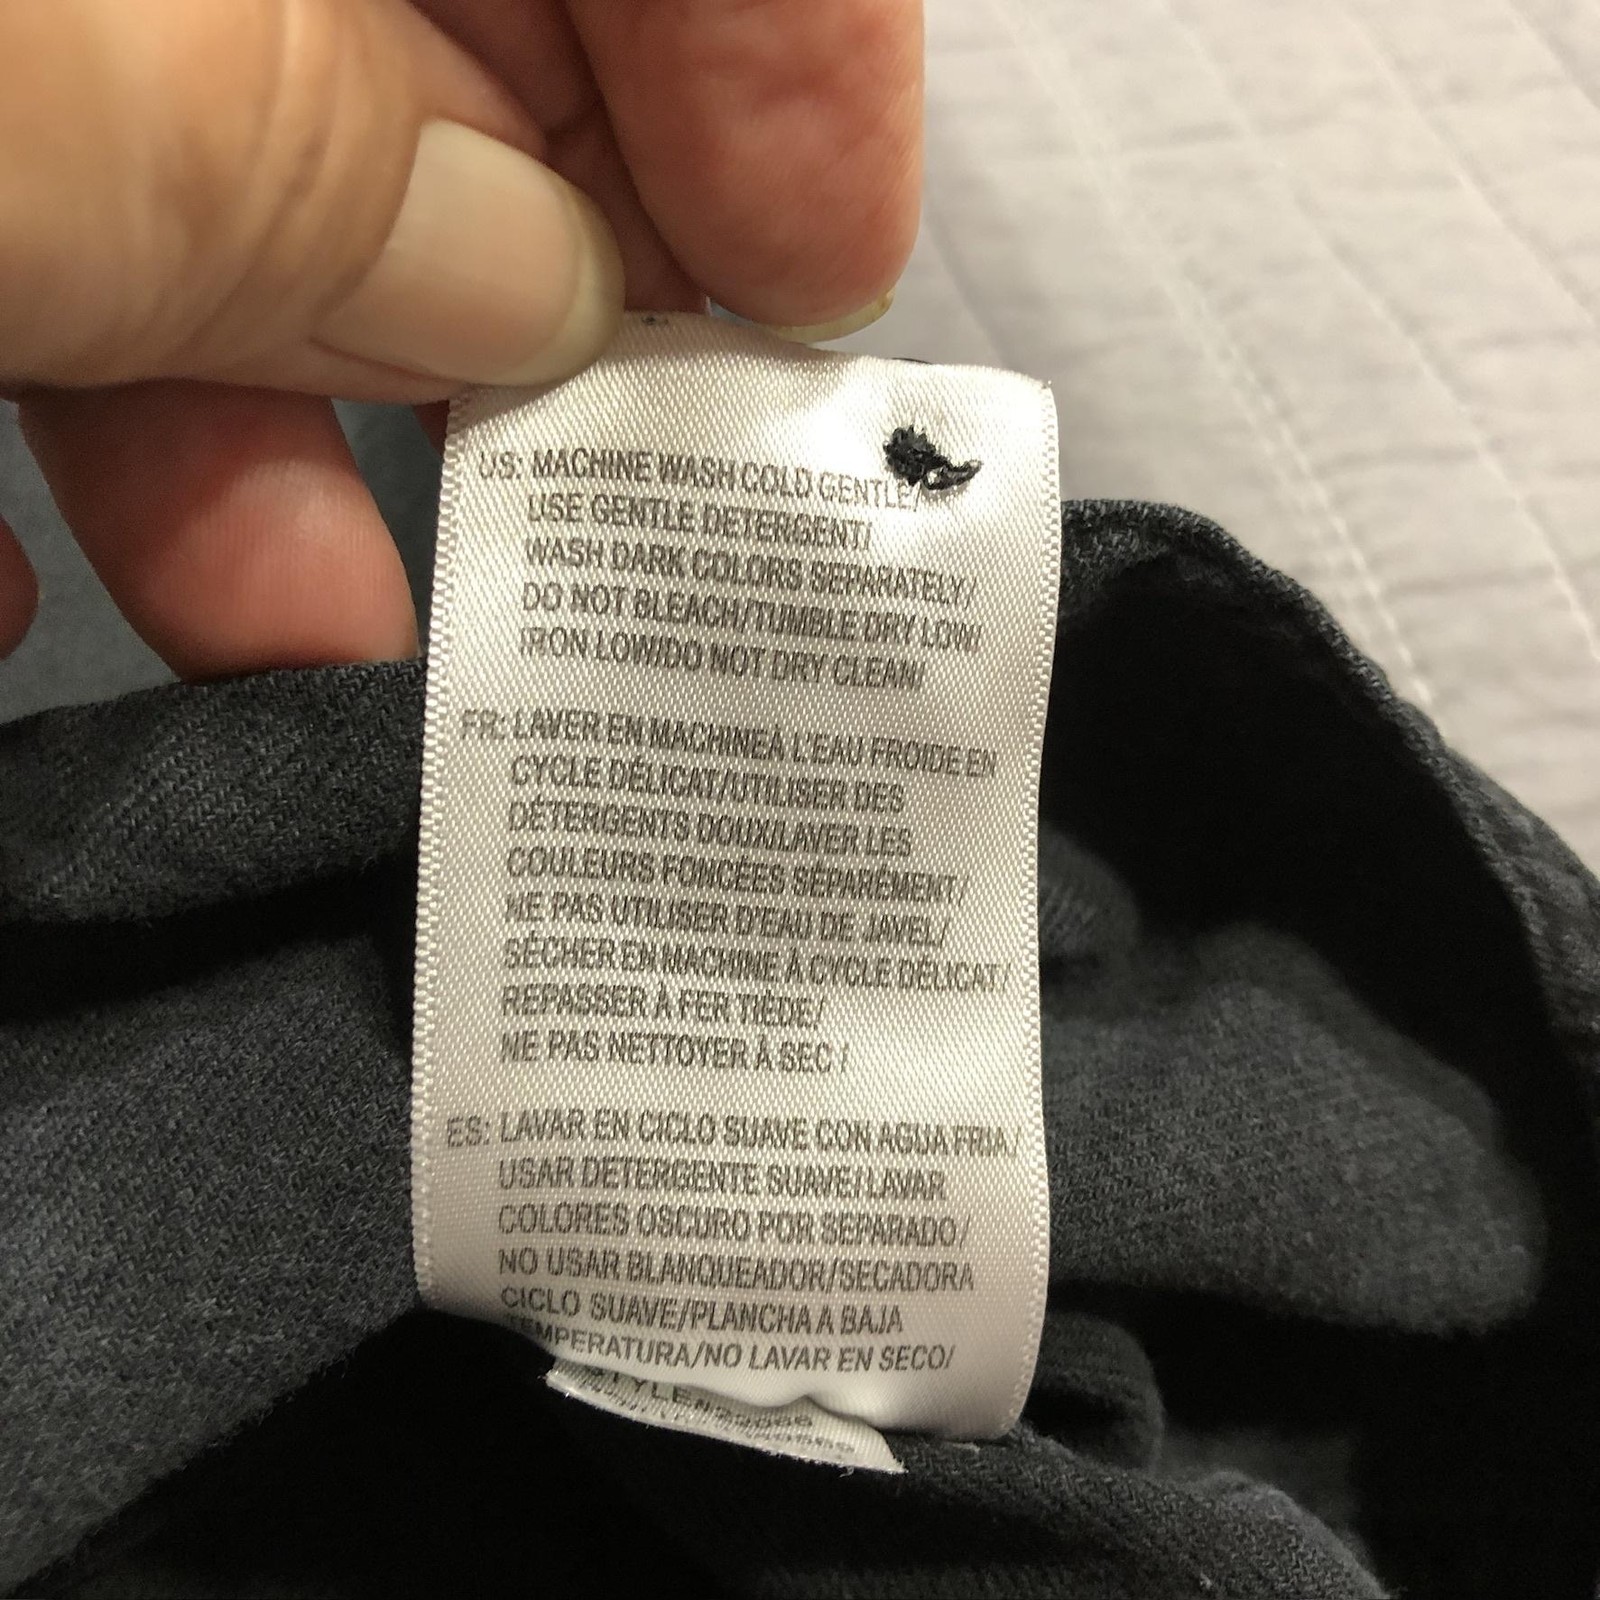 US: MACHINE WASH COLD GENTLE/
USE GENTLE DETERGENT/
WASH DARK COLORS SEPARATELY/
DO NOT BLEACH/TUMBLE DRY LOW/
IRON LOW/DO NOT DRY CLEAN/
FR: LAVER EN MACHINE À L'EAU FROIDE EN
CYCLE DÉLICAT/UTILISER DES
DÉTERGENTS DOUX/LAVER LES
COULEURS FONCÉES SÉPARÉMENT/
NE PAS UTILISER D'EAU DE JAVEL/
SÉCHER EN MACHINE À CYCLE DÉLICAT/
REPASSER À FER TIÈDE/
NE PAS NETTOYER À SEC /
ES: LAVAR EN CICLO SUAVE CON AGUA FRIA/
USAR DETERGENTE SUAVE/LAVAR
COLORES OSCURO POR SEPARADO/
NO USAR BLANQUEADOR/SECADORA
CICLO SUAVE/PLANCHA A BAJA
TEMPERATURA/NO LAVAR EN SECO/